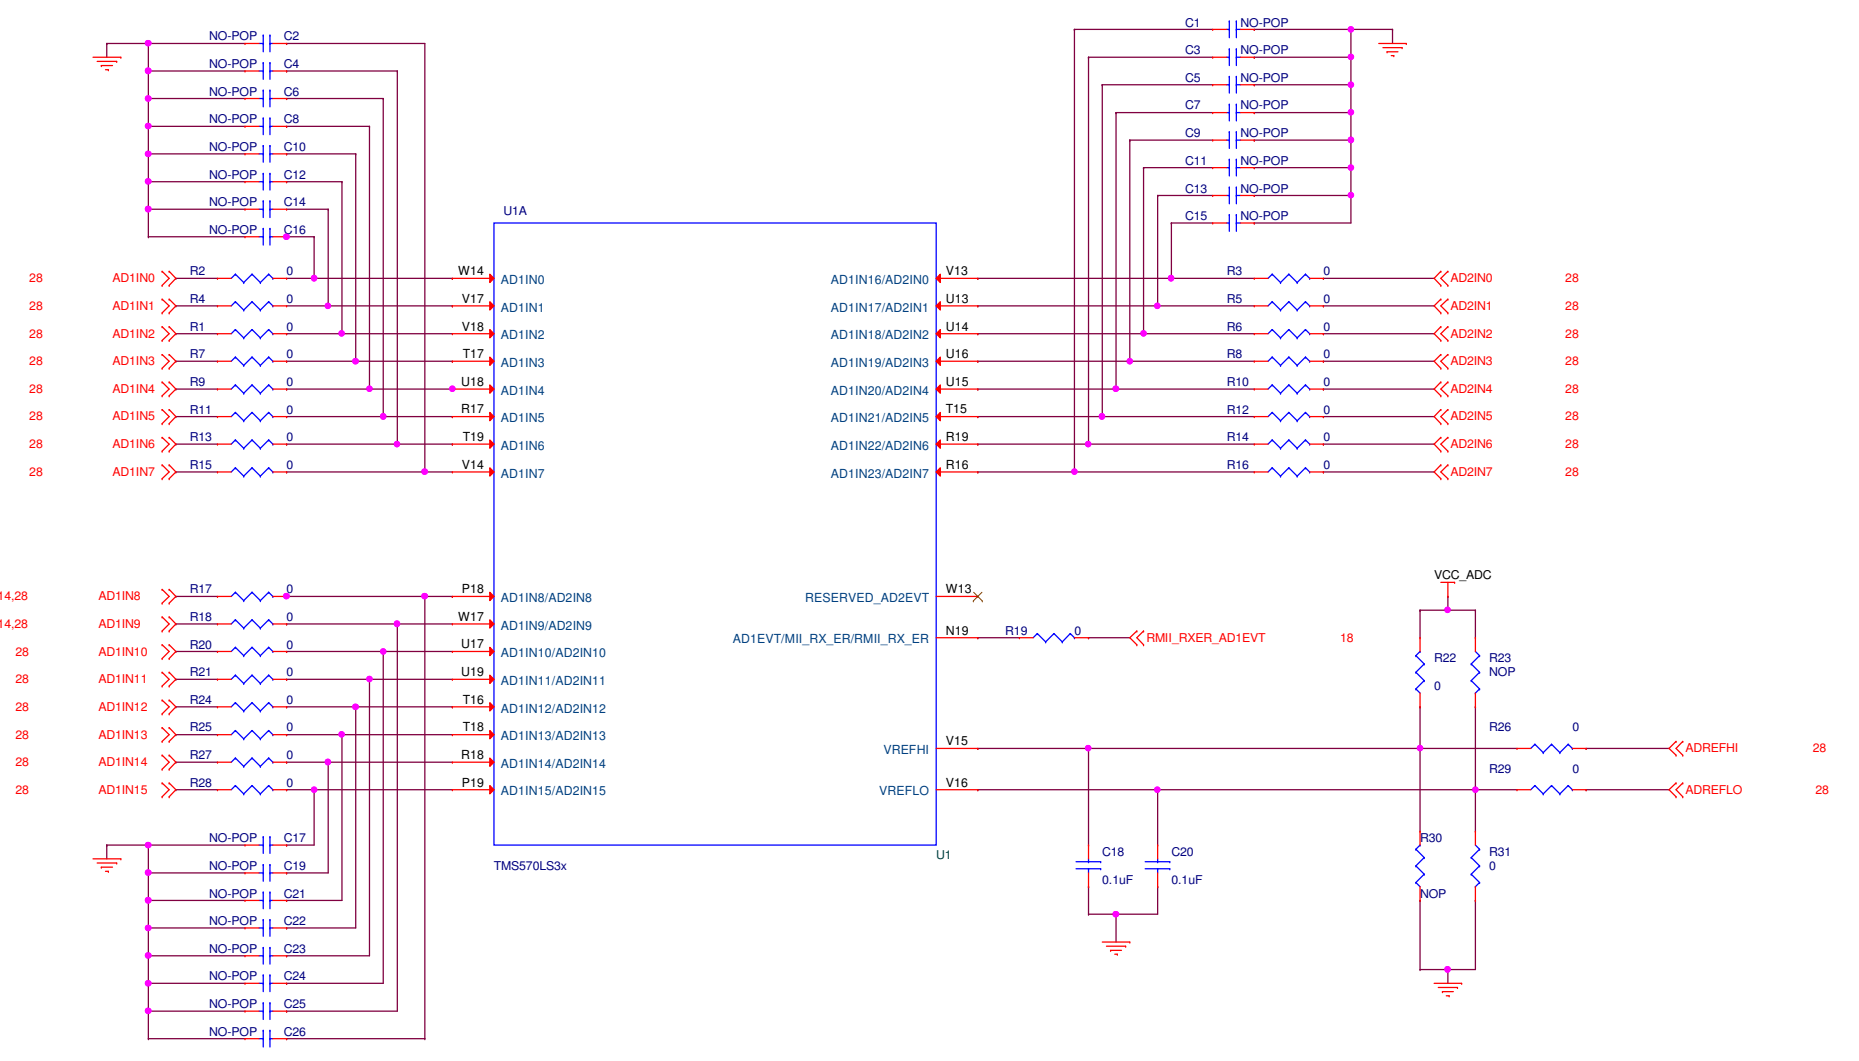 NO-POP C2 C1 NO-POP
NO-POP C4 C3 NO-POP
NO-POP C6 C5 NO-POP
NO-POP C8 C7 NO-POP
NO-POP C10 C9 NO-POP
NO-POP C12 C11 NO-POP
NO-POP C14 C13 NO-POP
U1A
NO-POP C16 C15 NO-POP
28 AD1IN0 R2 0 W14 AD1IN0 AD1IN16/AD2IN0 V13 R3 0 AD2IN0 28
28 AD1IN1 R4 0 V17 AD1IN1 AD1IN17/AD2IN1 U13 R5 0 AD2IN1 28
28 AD1IN2 R1 0 V18 AD1IN2 AD1IN18/AD2IN2 U14 R6 0 AD2IN2 28
28 AD1IN3 R7 0 T17 AD1IN3 AD1IN19/AD2IN3 U16 R8 0 AD2IN3 28
28 AD1IN4 R9 0 U18 AD1IN4 AD1IN20/AD2IN4 U15 R10 0 AD2IN4 28
28 AD1IN5 R11 0 R17 AD1IN5 AD1IN21/AD2IN5 T15 R12 0 AD2IN5 28
28 AD1IN6 R13 0 T19 AD1IN6 AD1IN22/AD2IN6 R19 R14 0 AD2IN6 28
28 AD1IN7 R15 0 V14 AD1IN7 AD1IN23/AD2IN7 R16 R16 0 AD2IN7 28
VCC_ADC
14,28 AD1IN8 R17 0 P18 AD1IN8/AD2IN8 RESERVED_AD2EVT W13
14,28 AD1IN9 R18 0 W17 AD1IN9/AD2IN9
AD1EVT/MII_RX_ER/RMII_RX_ER N19 R19 0 RMII_RXER_AD1EVT 18
28 AD1IN10 R20 0 U17 AD1IN10/AD2IN10
R22 R23
28 AD1IN11 R21 0 U19 AD1IN11/AD2IN11
0 NOP
28 AD1IN12 R24 0 T16 AD1IN12/AD2IN12
28 AD1IN13 R25 0 T18 AD1IN13/AD2IN13
R26 0
VREFHI V15 ADREFHI 28
28 AD1IN14 R27 0 R18 AD1IN14/AD2IN14
R29 0
28 AD1IN15 R28 0 P19 AD1IN15/AD2IN15 VREFLO V16 ADREFLO 28
NO-POP C17 R30
U1
C18 C20 R31
NO-POP C19 TMS570LS3x 0
0.1uF 0.1uF
NO-POP C21 NOP
NO-POP C22
NO-POP C23
NO-POP C24
NO-POP C25
NO-POP C26